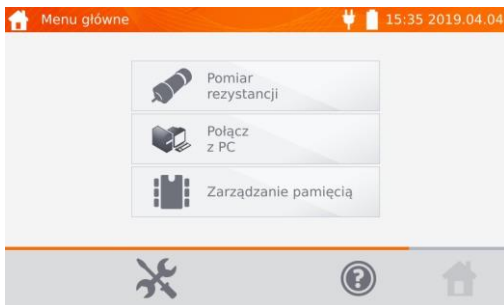 Menu główne
15:35 2019.04.04
Pomiar
rezystancji
Połącz
z PC
Zarządzanie pamięcią
?